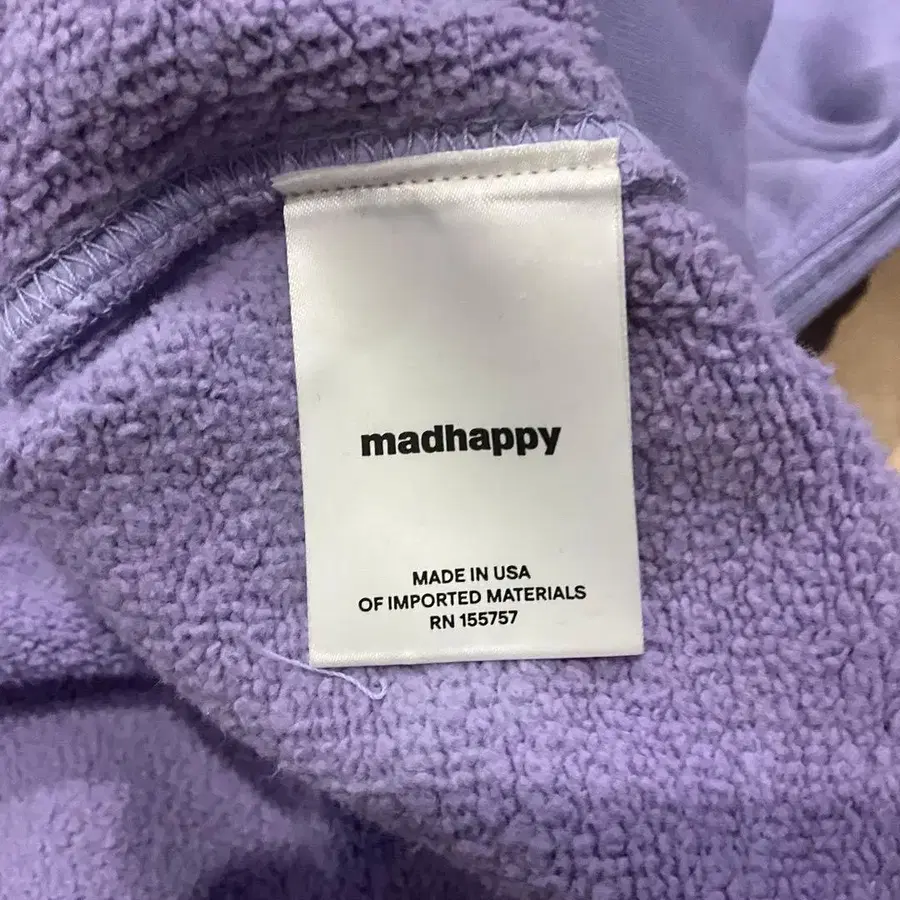 madhappy
MADE IN USA
OF IMPORTED MATERIALS
RN 155757